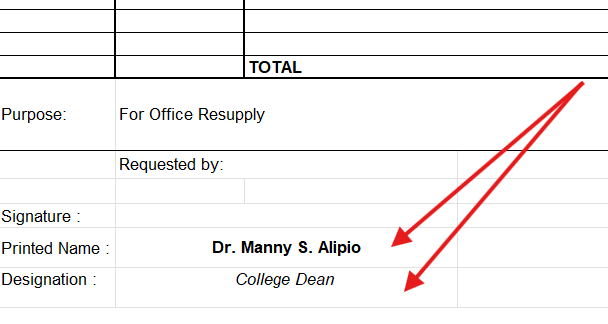 TOTAL
Purpose: For Office Resupply
Requested by:
Signature :
Printed Name : Dr. Manny S. Alipio
Designation : College Dean